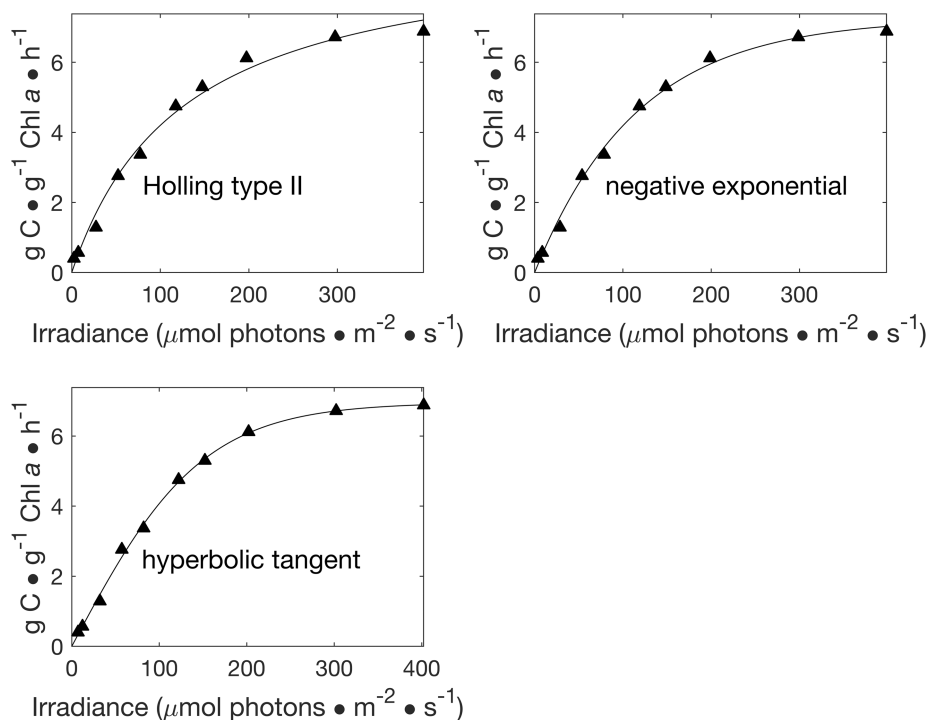 6
4
2
0
g C ● g⁻¹ Chl a ● h⁻¹
Holling type II
0 100 200 300
Irradiance (μmol photons ● m⁻² ● s⁻¹)
6
4
2
0
g C ● g⁻¹ Chl a ● h⁻¹
negative exponential
0 100 200 300
Irradiance (μmol photons ● m⁻² ● s⁻¹)
6
4
2
0
g C ● g⁻¹ Chl a ● h⁻¹
hyperbolic tangent
0 100 200 300 400
Irradiance (μmol photons ● m⁻² ● s⁻¹)